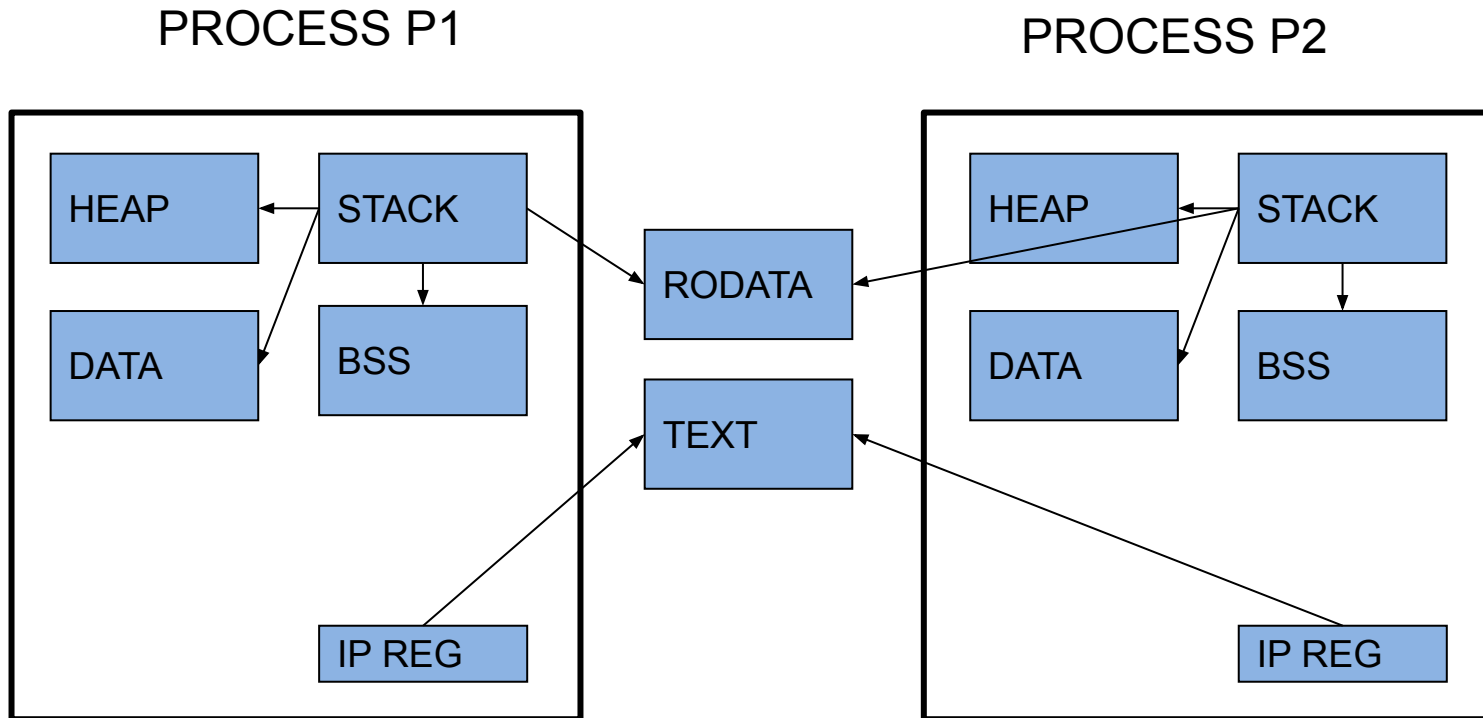 PROCESS P1
PROCESS P2
HEAP
STACK
DATA
BSS
IP REG
RODATA
TEXT
HEAP
STACK
DATA
BSS
IP REG